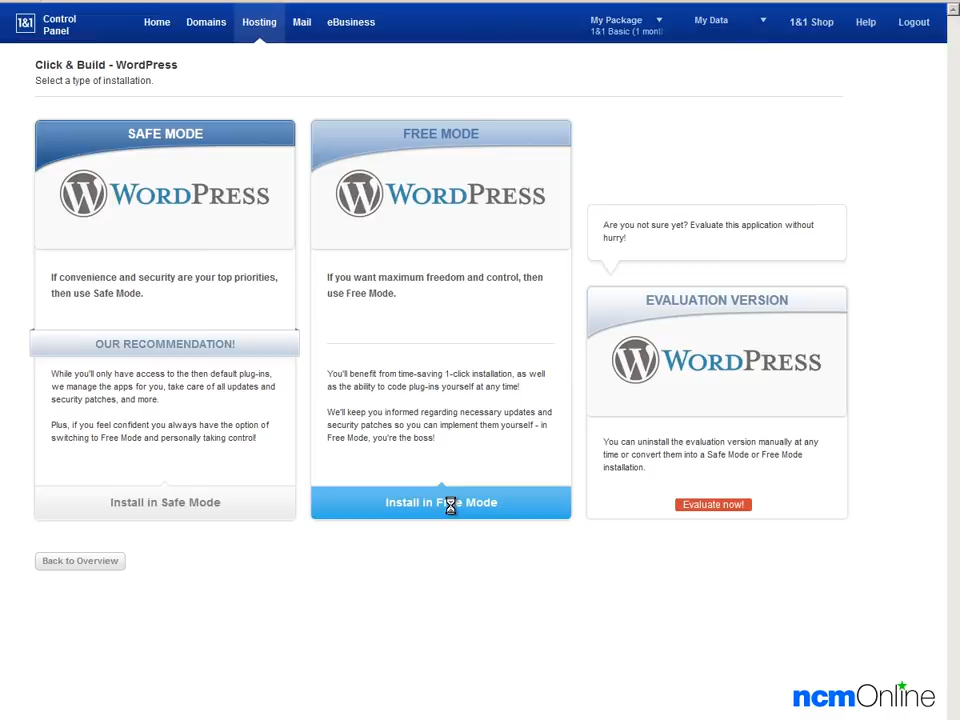 1&1 Control Panel
Home Domains Hosting Mail eBusiness
My Package
1&1 Basic (1 mont
My Data
1&1 Shop Help Logout
Click & Build - WordPress
Select a type of installation.
SAFE MODE
WORDPRESS
If convenience and security are your top priorities,
then use Safe Mode.
OUR RECOMMENDATION!
While you'll only have access to the then default plug-ins,
we manage the apps for you, take care of all updates and
security patches, and more.
Plus, if you feel confident you always have the option of
switching to Free Mode and personally taking control!
Install in Safe Mode
FREE MODE
WORDPRESS
If you want maximum freedom and control, then
use Free Mode.
You'll benefit from time-saving 1-click installation, as well
as the ability to code plug-ins yourself at any time!
We'll keep you informed regarding necessary updates and
security patches so you can implement them yourself - in
Free Mode, you're the boss!
Install in Free Mode
Are you not sure yet? Evaluate this application without
hurry!
EVALUATION VERSION
WORDPRESS
You can uninstall the evaluation version manually at any
time or convert them into a Safe Mode or Free Mode
installation.
Evaluate now!
Back to Overview
ncmOnline